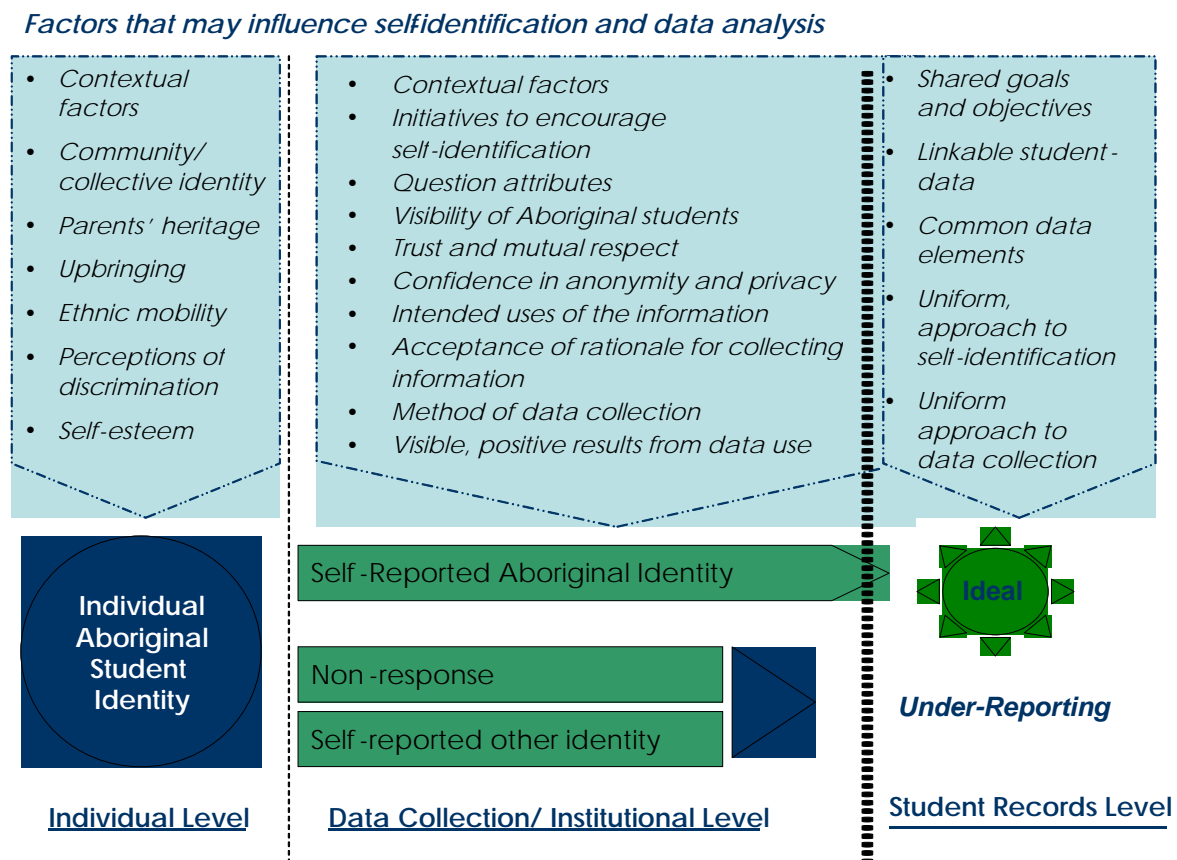 Factors that may influence self-identification and data analysis
• Contextual
factors
• Community/
collective identity
• Parents' heritage
• Upbringing
• Ethnic mobility
• Perceptions of
discrimination
• Self-esteem
• Contextual factors
• Initiatives to encourage
self-identification
• Question attributes
• Visibility of Aboriginal students
• Trust and mutual respect
• Confidence in anonymity and privacy
• Intended uses of the information
• Acceptance of rationale for collecting
information
• Method of data collection
• Visible, positive results from data use
• Shared goals
and objectives
• Linkable student-
data
• Common data
elements
• Uniform,
approach to
self-identification
• Uniform
approach to
data collection
Individual
Aboriginal
Student
Identity
Self-Reported Aboriginal Identity
Non-response
Self-reported other identity
Ideal
Under-Reporting
Individual Level
Data Collection/ Institutional Level
Student Records Level